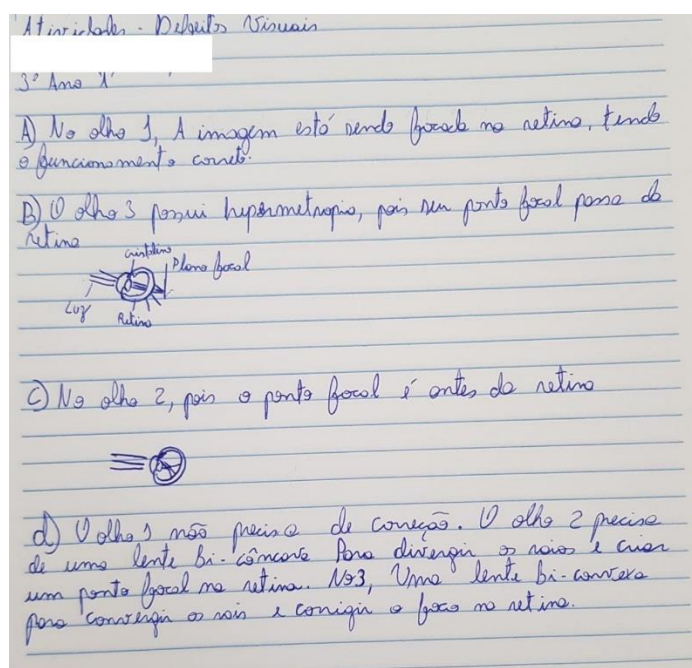 Atividades - Defeitos Visuais
3º Ano
A) No olho 1, A imagem está sendo focada na retina, tendo
o funcionamento correto.
B) O olho 3 possui hipermetropia, pois seu ponto focal passa da
retina
Cristalino
Plano focal
Luz
Retina
C) No olho 2, pois o ponto focal é antes da retina
d) O olho 1 não precisa de correção. O olho 2 precisa
de uma lente bi-côncava Para divergir os raios e criar
um ponto focal na retina. No 3, Uma lente bi-convexa
para convergir os rais e corrigir o foco na retina.